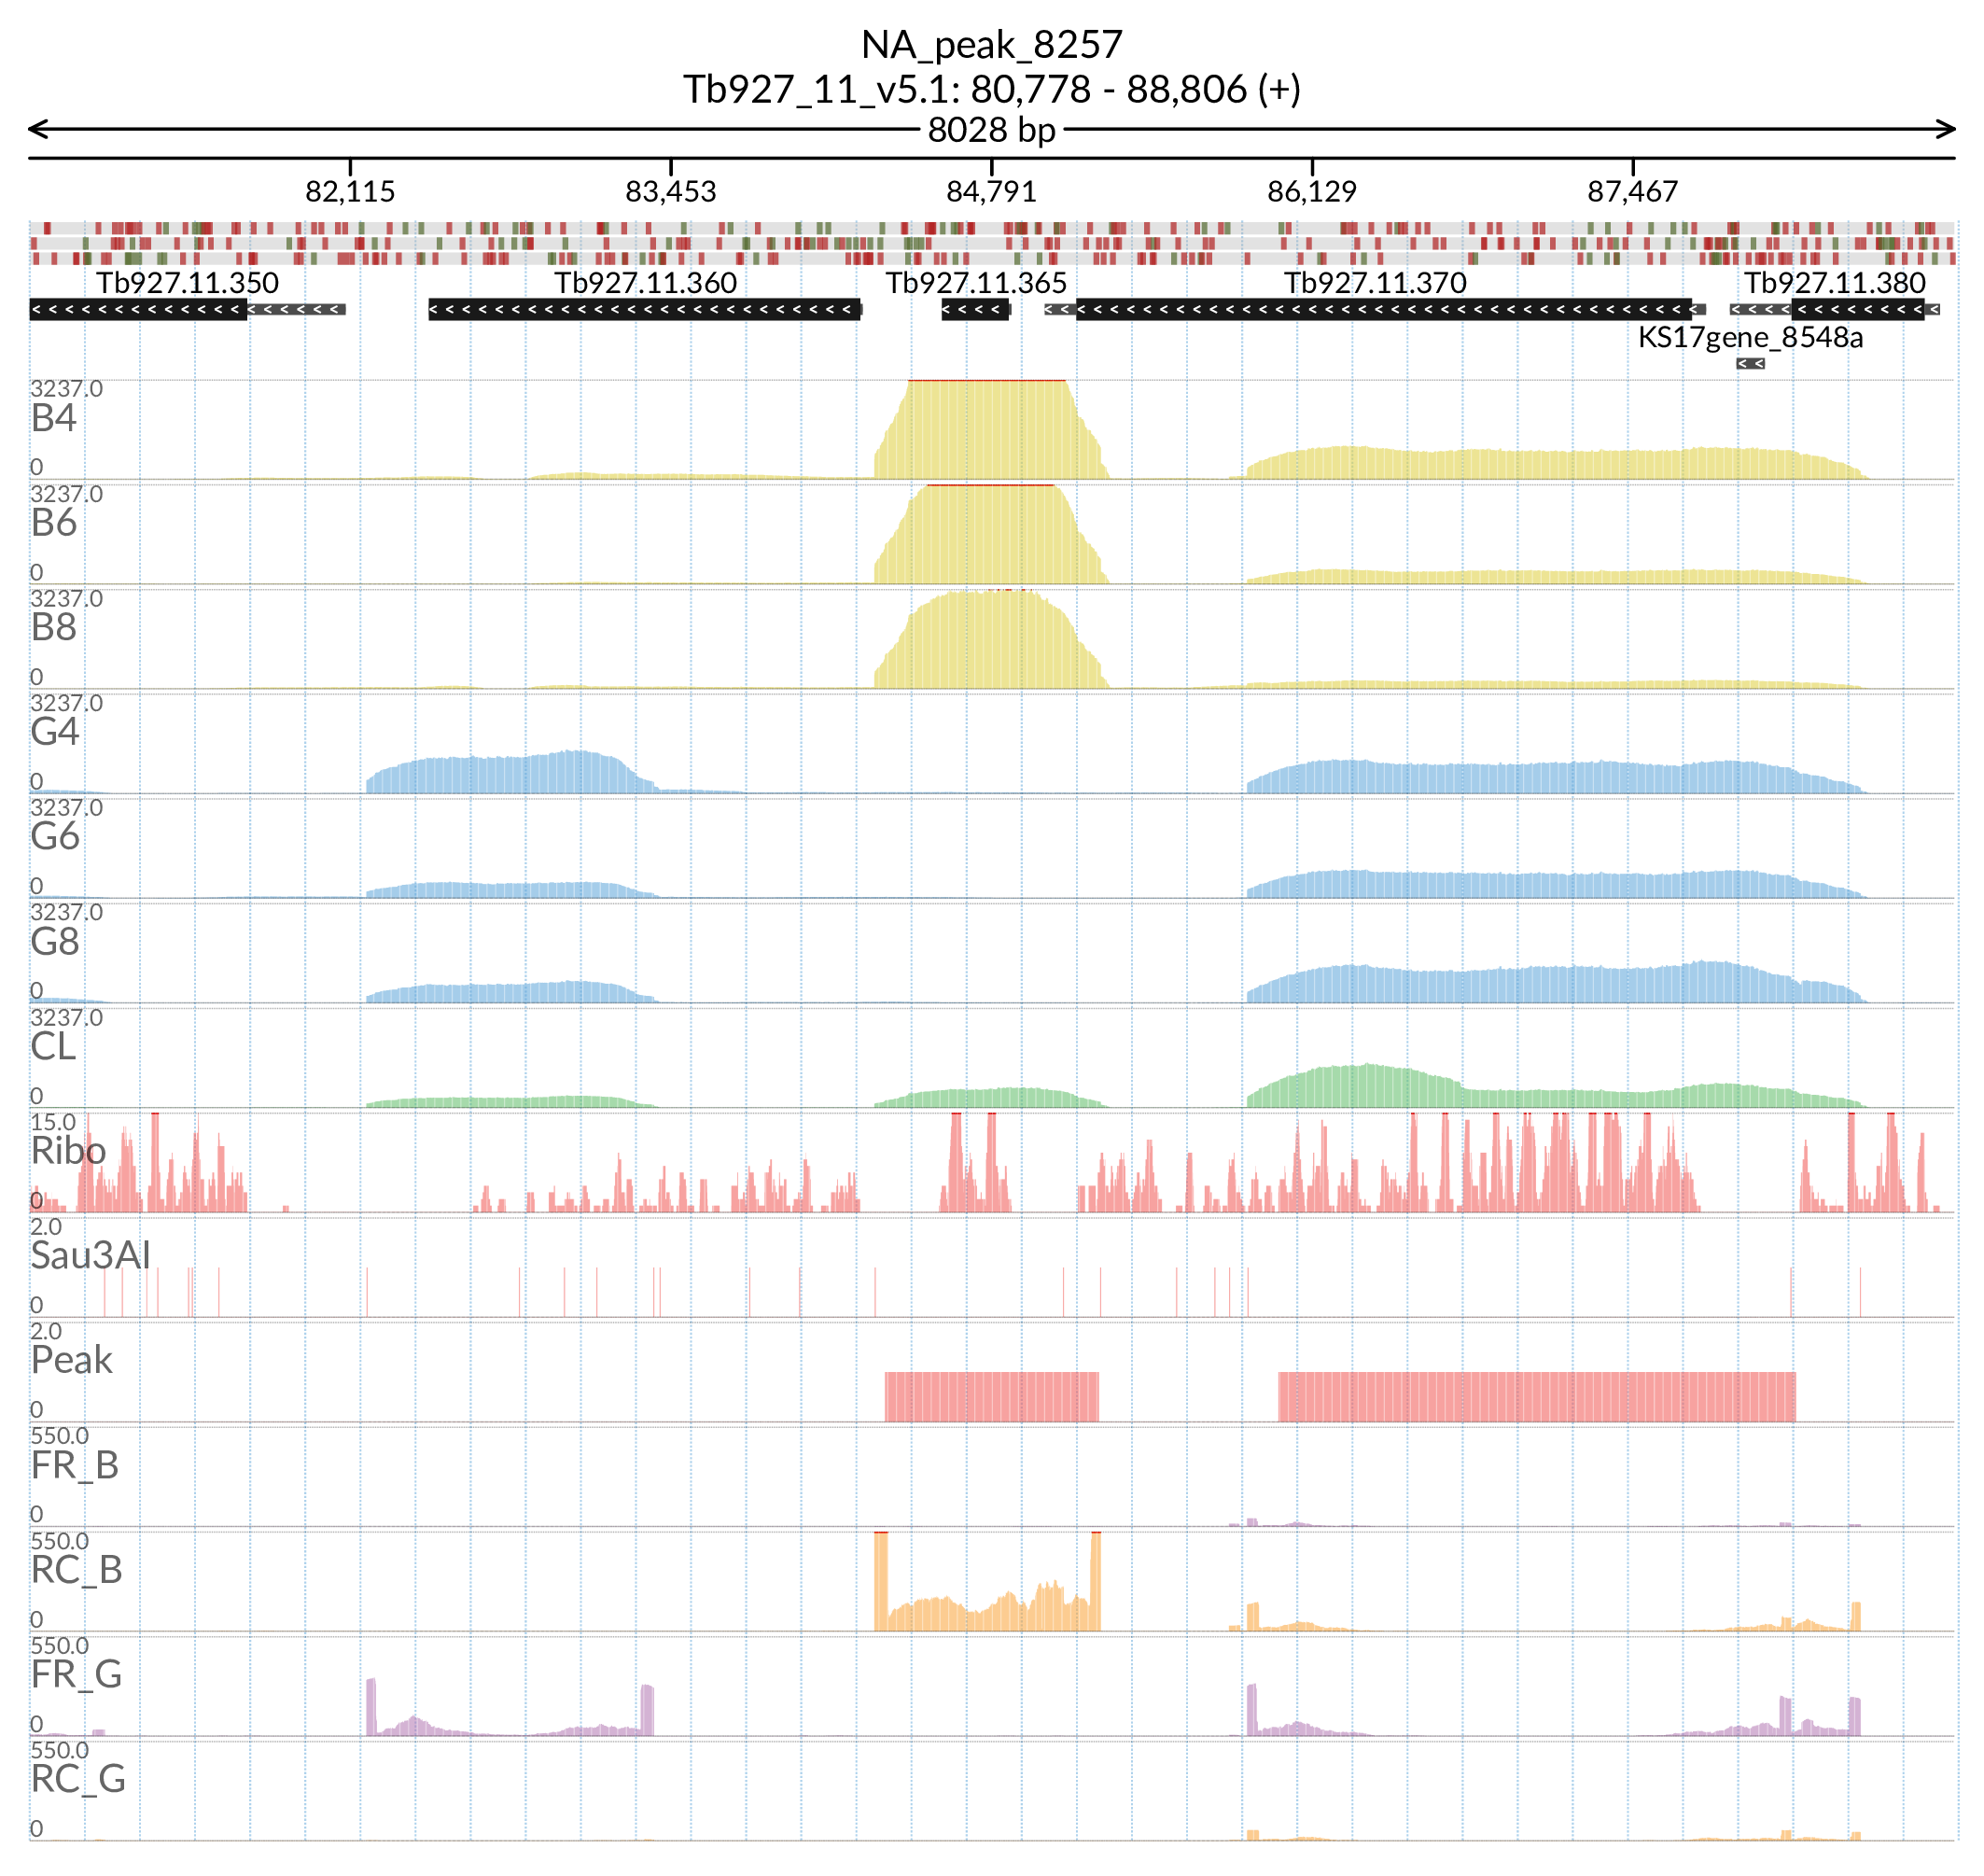 NA_peak_8257
Tb927_11_v5.1: 80,778 - 88,806 (+)
8028 bp
82,115 83,453 84,791 86,129 87,467
Tb927.11.350 Tb927.11.360 Tb927.11.365 Tb927.11.370 Tb927.11.380
KS17gene_8548a
3237.0
B4
0
3237.0
B6
0
3237.0
B8
0
3237.0
G4
0
3237.0
G6
0
3237.0
G8
0
3237.0
CL
0
15.0
Ribo
0
2.0
Sau3AI
0
2.0
Peak
0
550.0
FR_B
0
550.0
RC_B
0
550.0
FR_G
0
550.0
RC_G
0